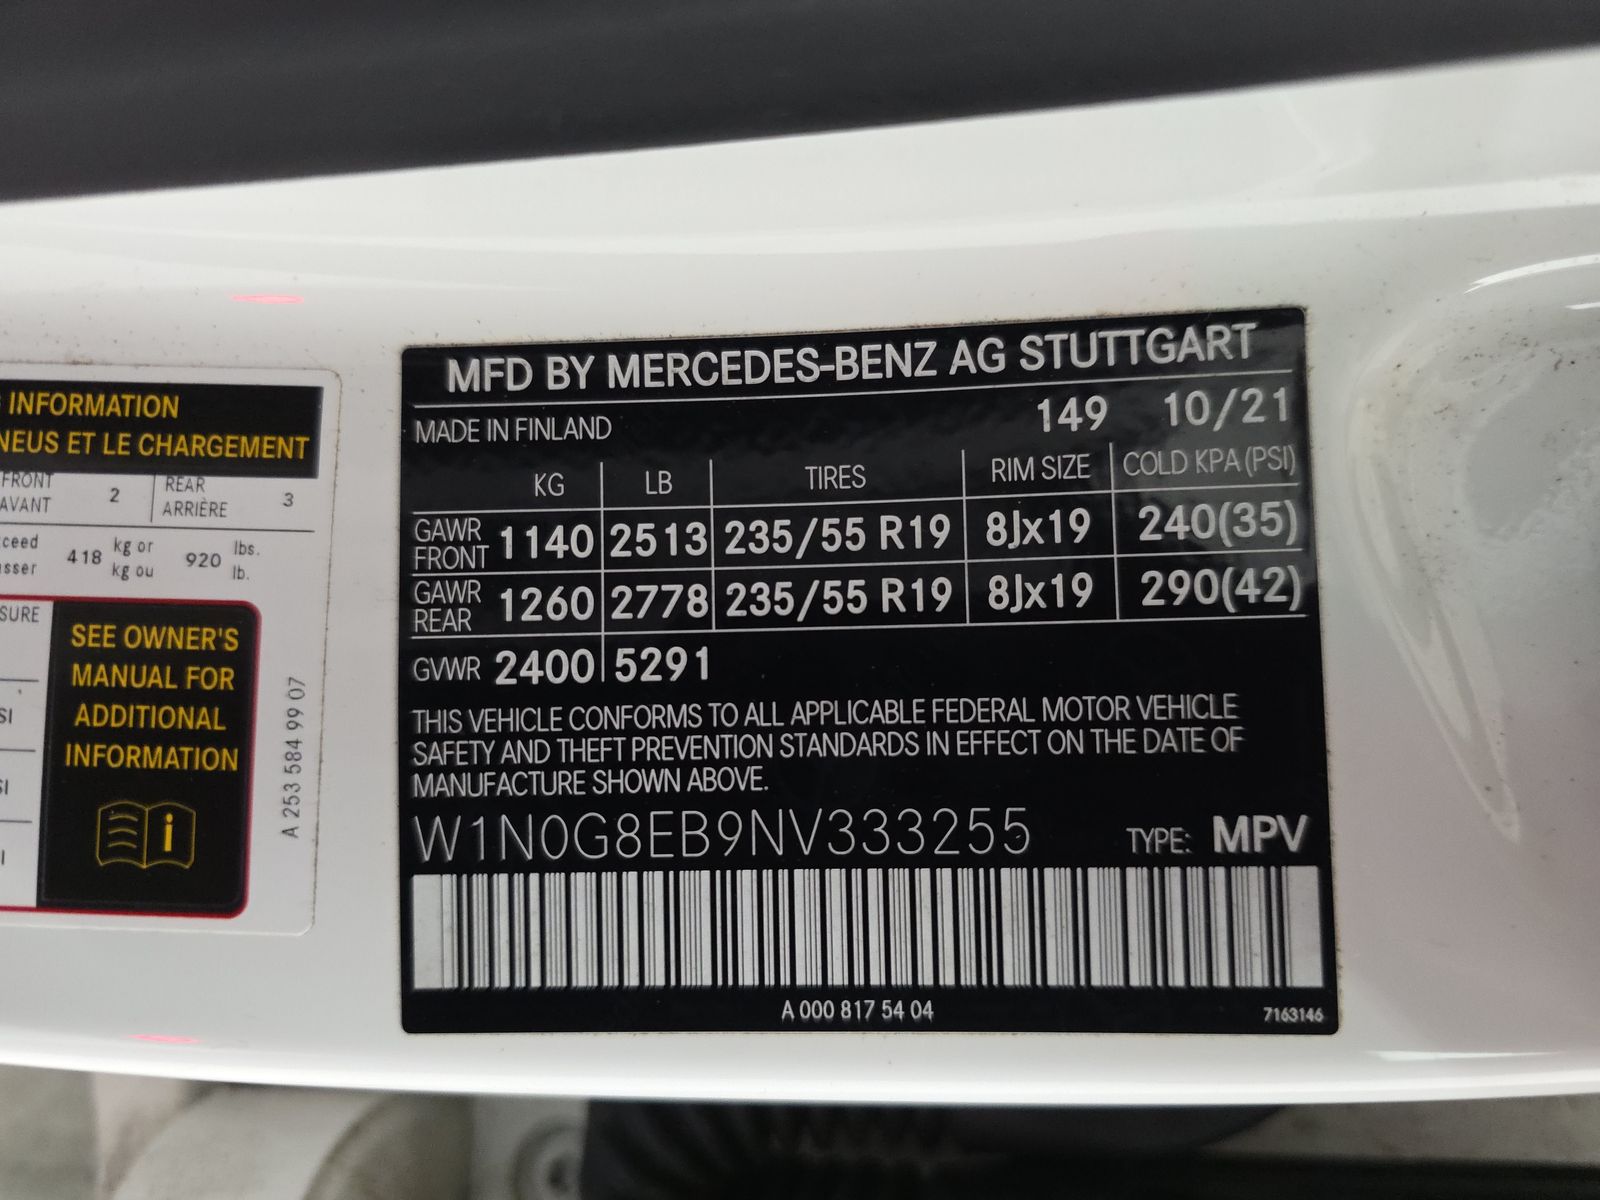 INFORMATION
NEUS ET LE CHARGEMENT
FRONT
AVANT
2
REAR
ARRIÈRE
3
418
kg or
kg ou
920
lbs.
lb.
SEE OWNER'S
MANUAL FOR
ADDITIONAL
INFORMATION
i
A 253 584 99 07
MFD BY MERCEDES-BENZ AG STUTTGART
MADE IN FINLAND 149 10/21
KG LB TIRES RIM SIZE COLD KPA (PSI)
GAWR FRONT 1140 2513 235/55 R19 8Jx19 240(35)
GAWR REAR 1260 2778 235/55 R19 8Jx19 290(42)
GVWR 2400 5291
THIS VEHICLE CONFORMS TO ALL APPLICABLE FEDERAL MOTOR VEHICLE
SAFETY AND THEFT PREVENTION STANDARDS IN EFFECT ON THE DATE OF
MANUFACTURE SHOWN ABOVE.
W1N0G8EB9NV333255 TYPE: MPV
A 000 817 54 04 7163146